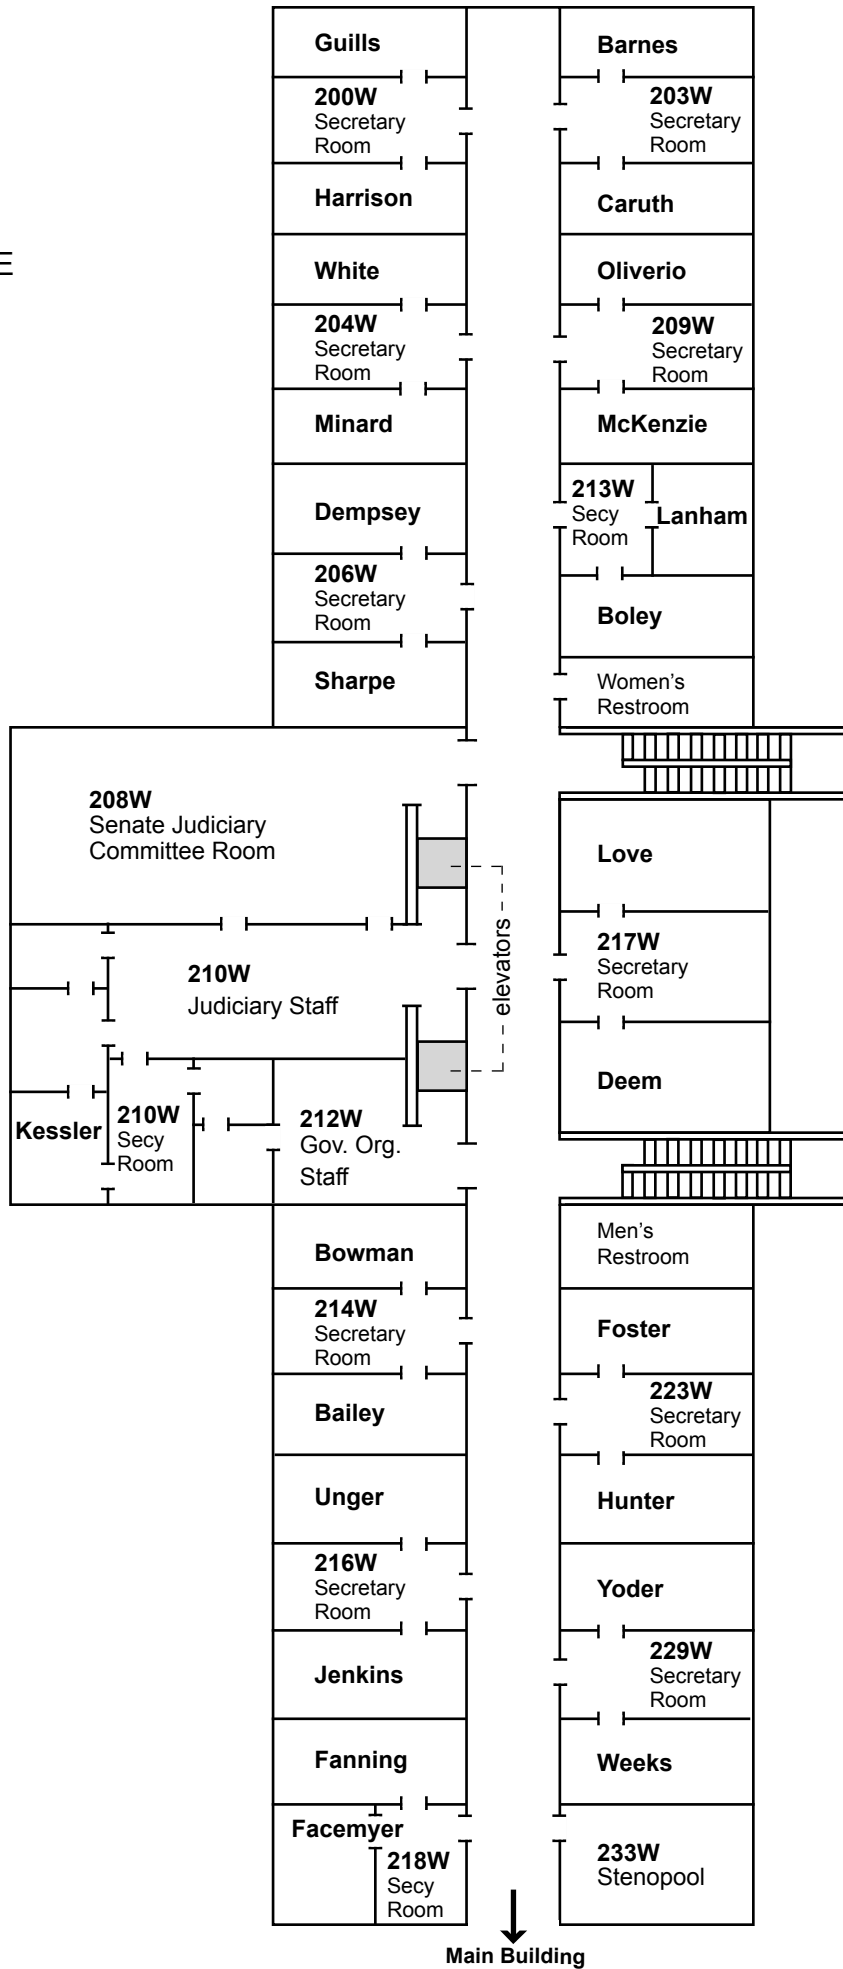 Guills
200W
Secretary
Room
Harrison
White
204W
Secretary
Room
Minard
Dempsey
206W
Secretary
Room
Sharpe
Barnes
203W
Secretary
Room
Caruth
Oliverio
209W
Secretary
Room
McKenzie
213W
Secy
Room
Lanham
Boley
Women's
Restroom
E
208W
Senate Judiciary
Committee Room
210W
Judiciary Staff
elevators
Kessler
210W
Secy
Room
212W
Gov. Org.
Staff
Love
217W
Secretary
Room
Deem
Bowman
214W
Secretary
Room
Bailey
Unger
216W
Secretary
Room
Jenkins
Fanning
Facemyer
218W
Secy
Room
Men's
Restroom
Foster
223W
Secretary
Room
Hunter
Yoder
229W
Secretary
Room
Weeks
233W
Stenopool
Main Building